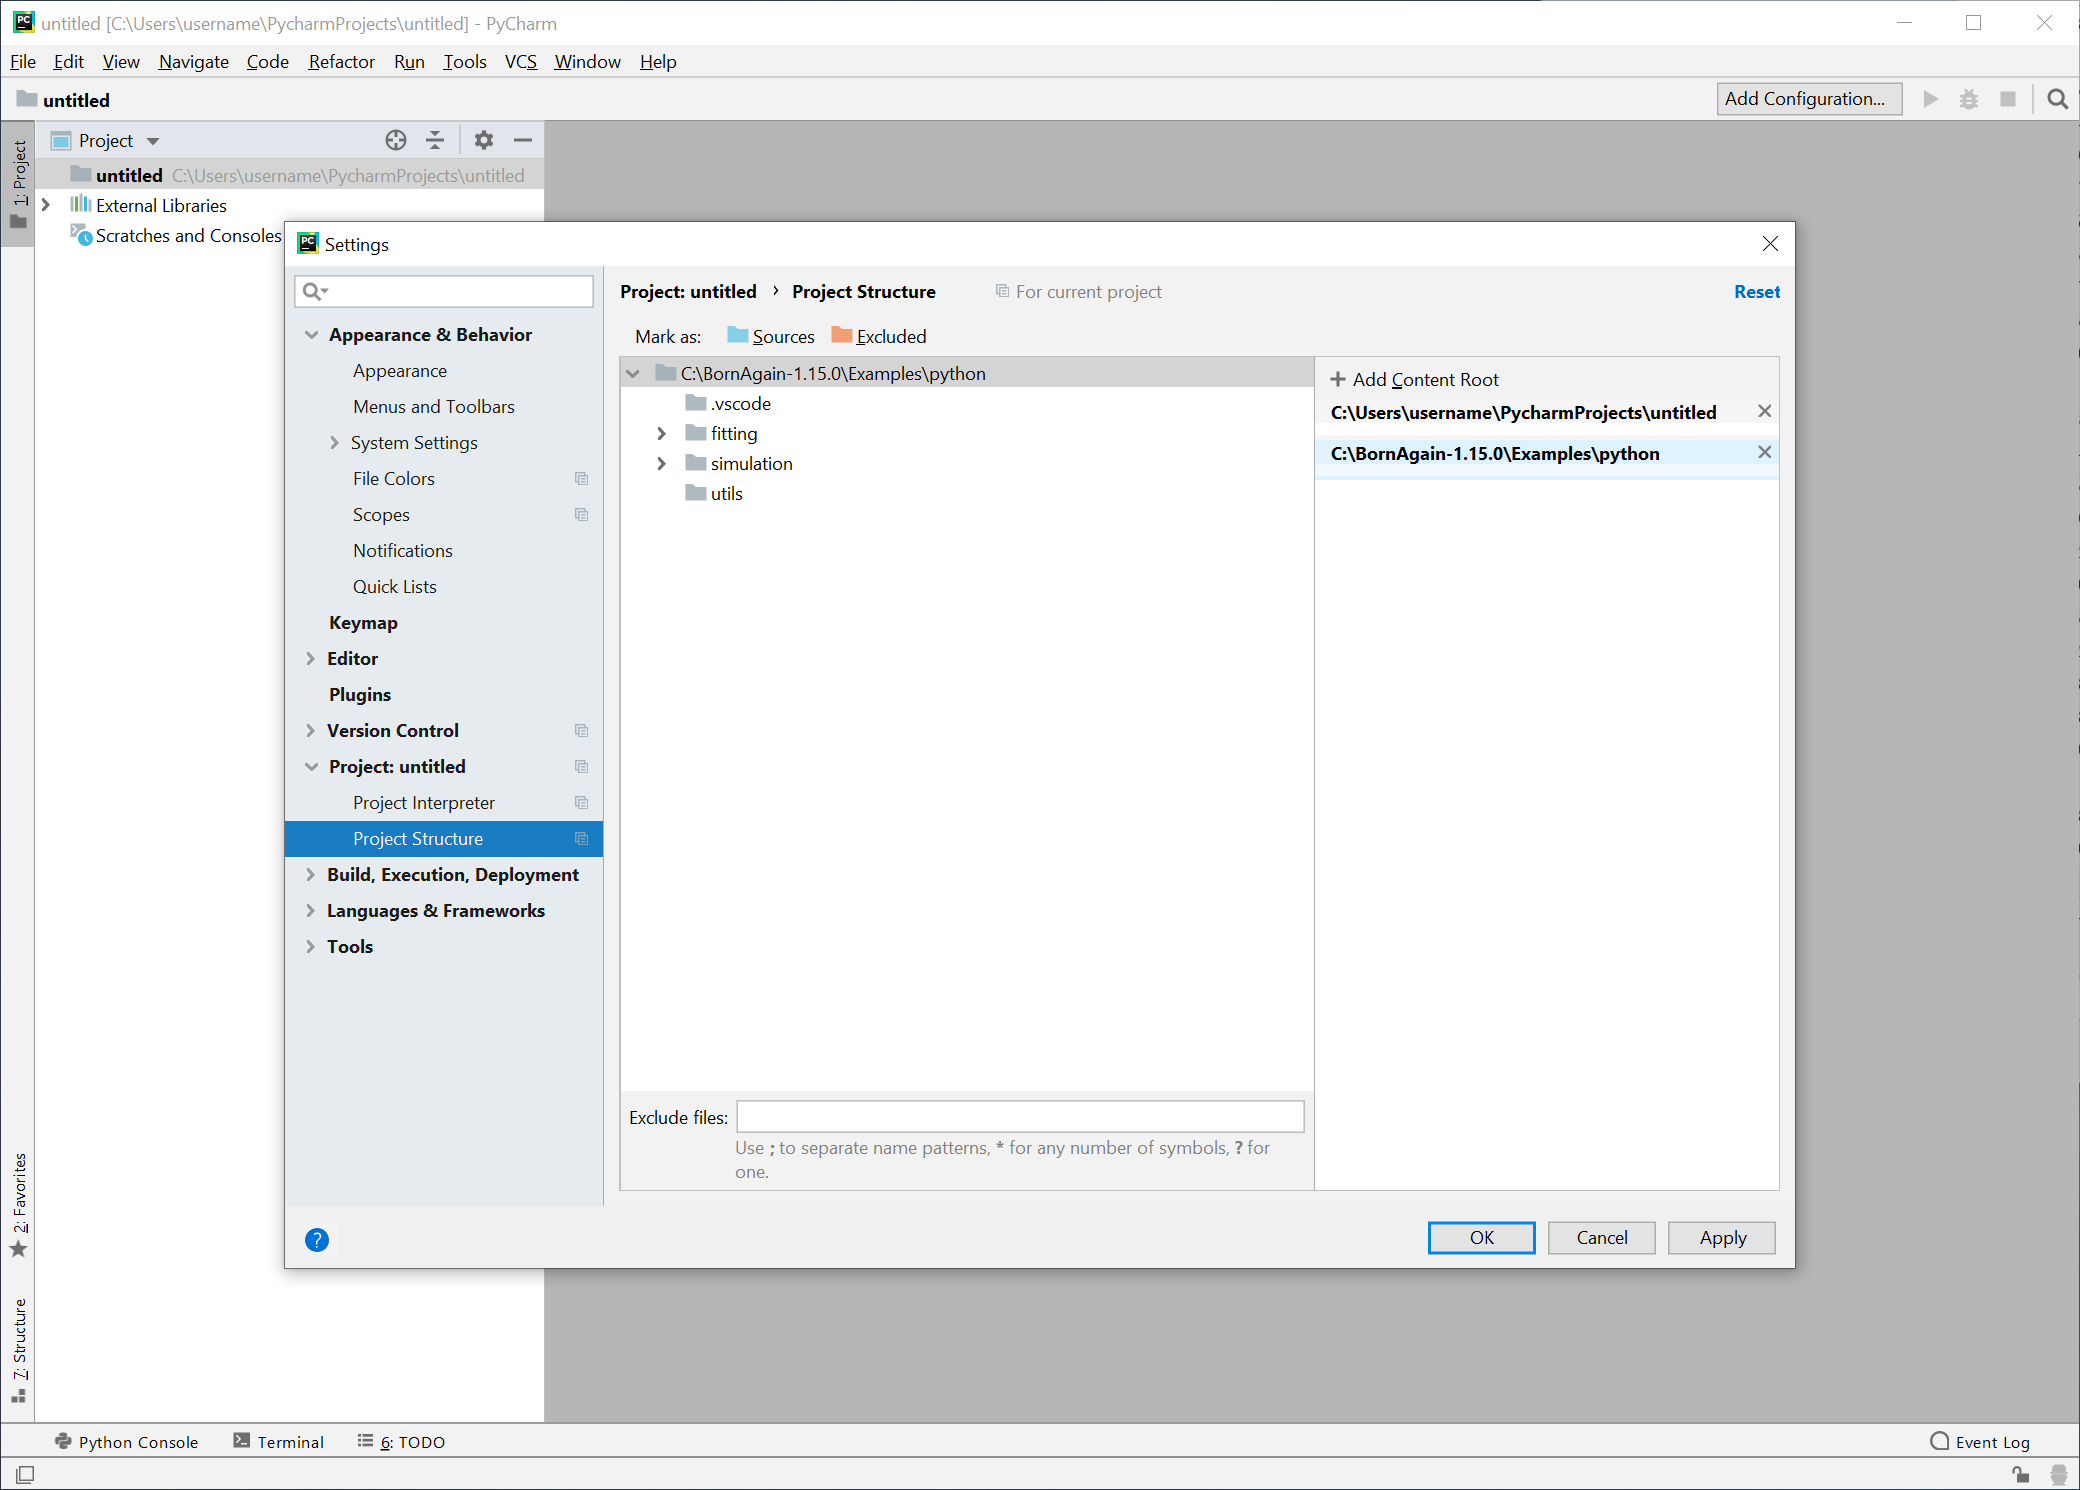 untitled [C:\Users\username\PycharmProjects\untitled] - PyCharm
File Edit View Navigate Code Refactor Run Tools VCS Window Help
untitled
Add Configuration...
1: Project
Project
untitled C:\Users\username\PycharmProjects\untitled
External Libraries
Scratches and Consoles
Settings
Appearance & Behavior
Appearance
Menus and Toolbars
System Settings
File Colors
Scopes
Notifications
Quick Lists
Keymap
Editor
Plugins
Version Control
Project: untitled
Project Interpreter
Project Structure
Build, Execution, Deployment
Languages & Frameworks
Tools
Project: untitled › Project Structure
For current project
Reset
Mark as: Sources Excluded
C:\BornAgain-1.15.0\Examples\python
.vscode
fitting
simulation
utils
Add Content Root
C:\Users\username\PycharmProjects\untitled
C:\BornAgain-1.15.0\Examples\python
Exclude files:
Use ; to separate name patterns, * for any number of symbols, ? for
one.
?
OK Cancel Apply
2: Favorites
7: Structure
Python Console Terminal 6: TODO
Event Log